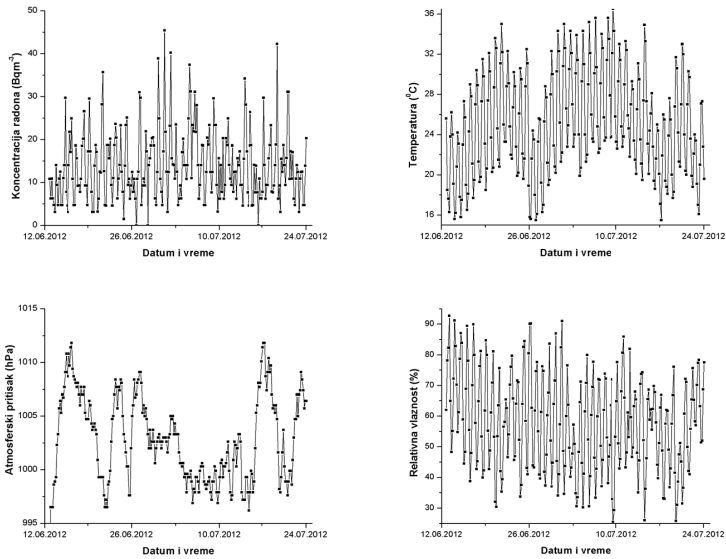 Koncentracija radona (Bqm⁻³)
50
40
30
20
10
0
12.06.2012 26.06.2012 10.07.2012 24.07.2012
Datum i vreme
Temperatura (⁰C)
36
32
28
24
20
16
12.06.2012 26.06.2012 10.07.2012 24.07.2012
Datum i vreme
Atmosferski pritisak (hPa)
1015
1010
1005
1000
995
12.06.2012 26.06.2012 10.07.2012 24.07.2012
Datum i vreme
Relativna vlaznost (%)
90
80
70
60
50
40
30
12.06.2012 26.06.2012 10.07.2012 24.07.2012
Datum i vreme